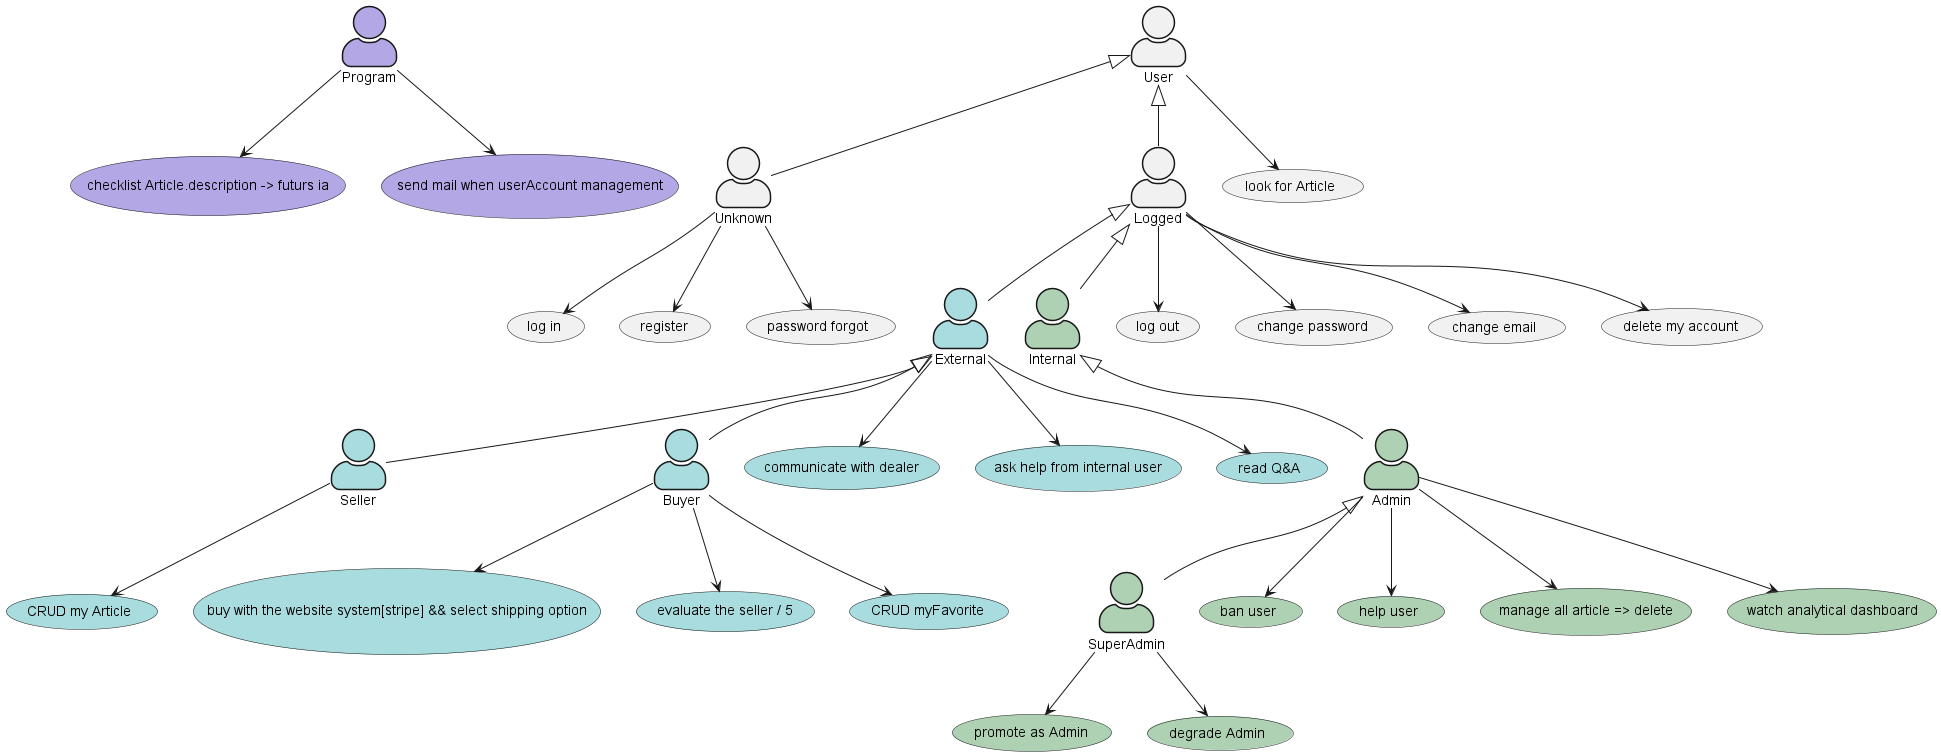 Program
User
checklist Article.description -> futurs ia
send mail when userAccount management
look for Article
Unknown
Logged
log in
register
password forgot
log out
change password
change email
delete my account
External
Internal
communicate with dealer
ask help from internal user
read Q&A
Seller
Buyer
Admin
CRUD my Article
buy with the website system[stripe] && select shipping option
evaluate the seller / 5
CRUD myFavorite
ban user
help user
manage all article => delete
watch analytical dashboard
SuperAdmin
promote as Admin
degrade Admin